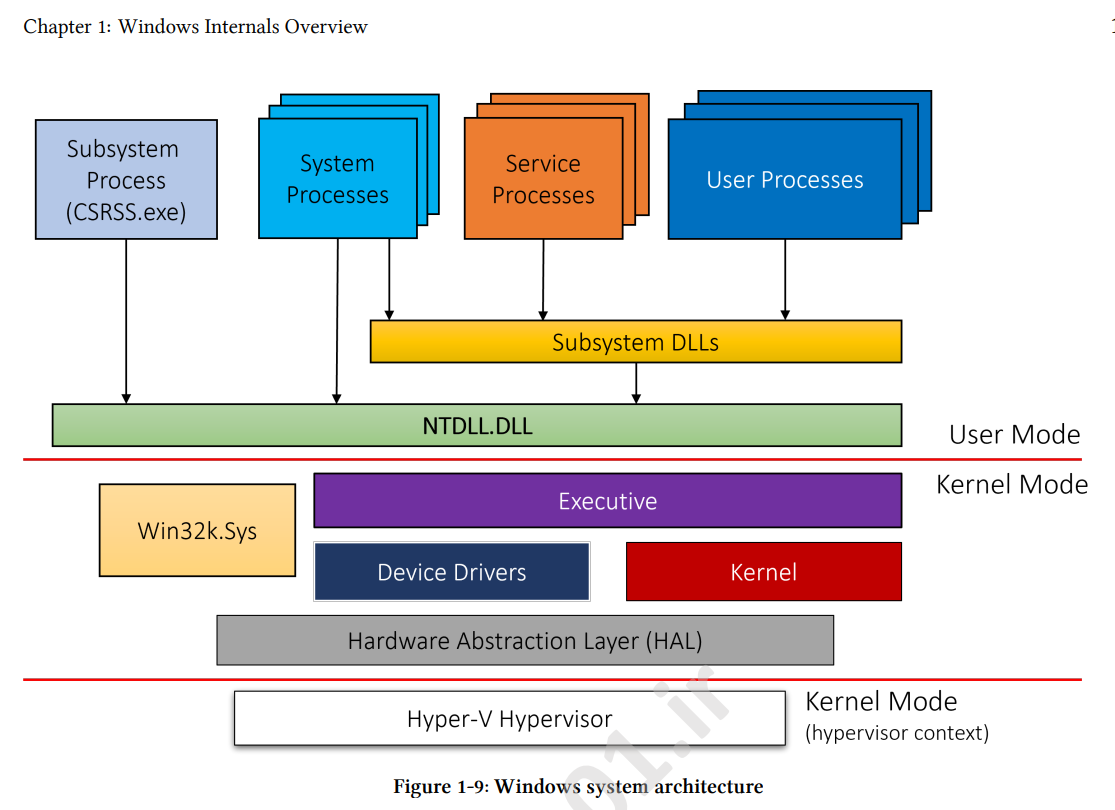 Chapter 1: Windows Internals Overview
Subsystem
Process
(CSRSS.exe)
System
Processes
Service
Processes
User Processes
Subsystem DLLs
NTDLL.DLL
User Mode
Kernel Mode
Win32k.Sys
Executive
Device Drivers
Kernel
Hardware Abstraction Layer (HAL)
Hyper-V Hypervisor
Kernel Mode
(hypervisor context)
Figure 1-9: Windows system architecture